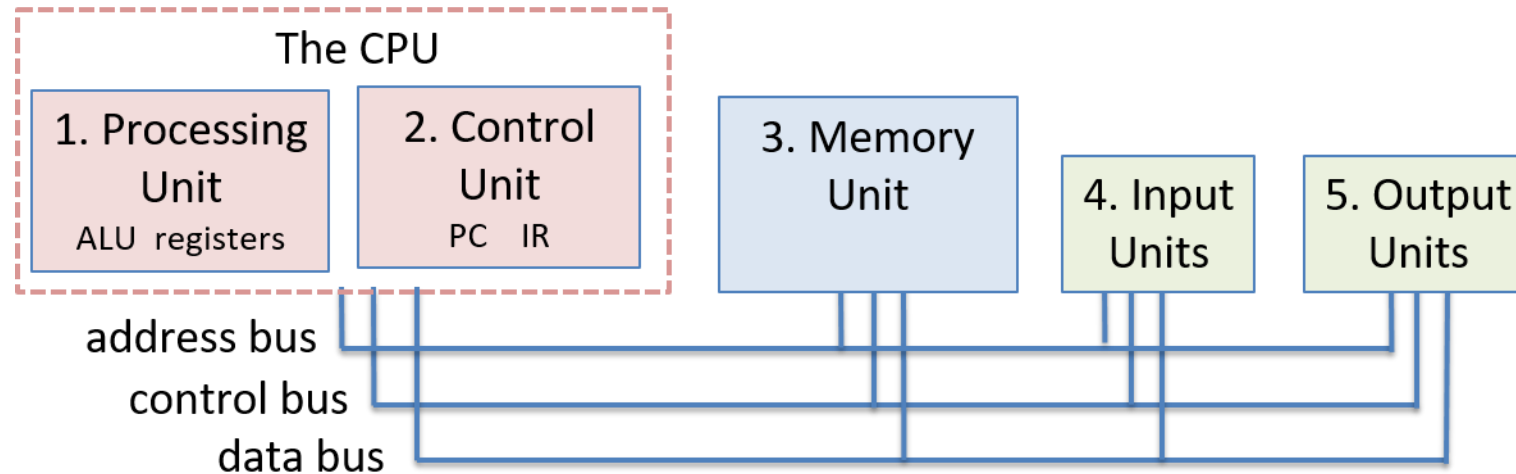 The CPU
1. Processing
Unit
ALU registers
2. Control
Unit
PC IR
3. Memory
Unit
4. Input
Units
5. Output
Units
address bus
control bus
data bus